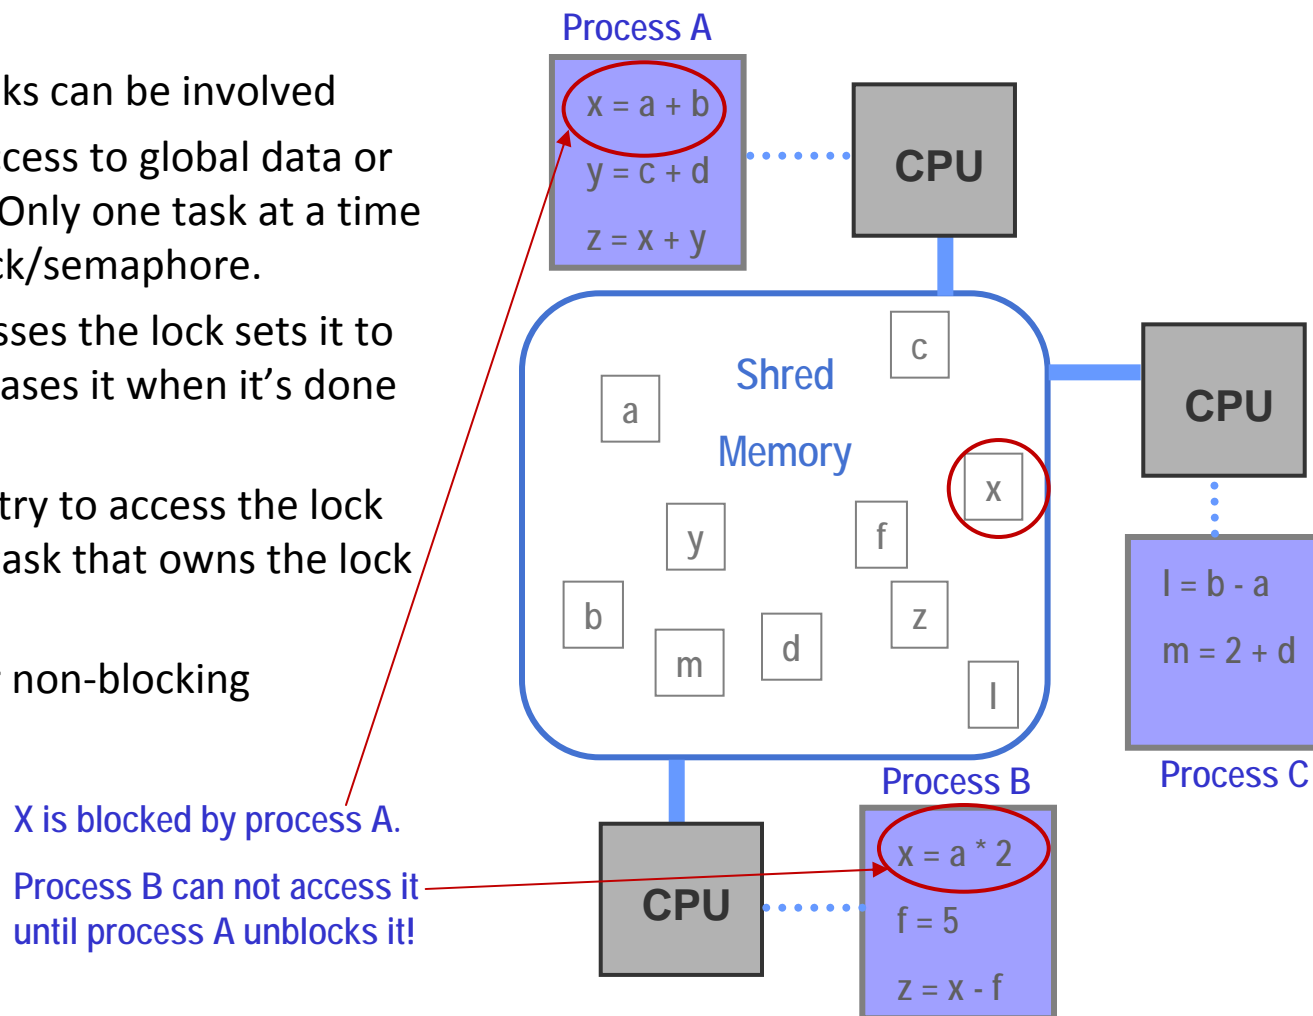 ks can be involved
ccess to global data or
Only one task at a time
ck/semaphore.
sses the lock sets it to
ases it when it’s done
try to access the lock
ask that owns the lock
r non-blocking
Process A
x = a + b
y = c + d
z = x + y
CPU
Shred
Memory
c
a
x
y
f
b
z
m
d
l
CPU
l = b - a
m = 2 + d
Process C
X is blocked by process A.
Process B can not access it
until process A unblocks it!
CPU
Process B
x = a * 2
f = 5
z = x - f